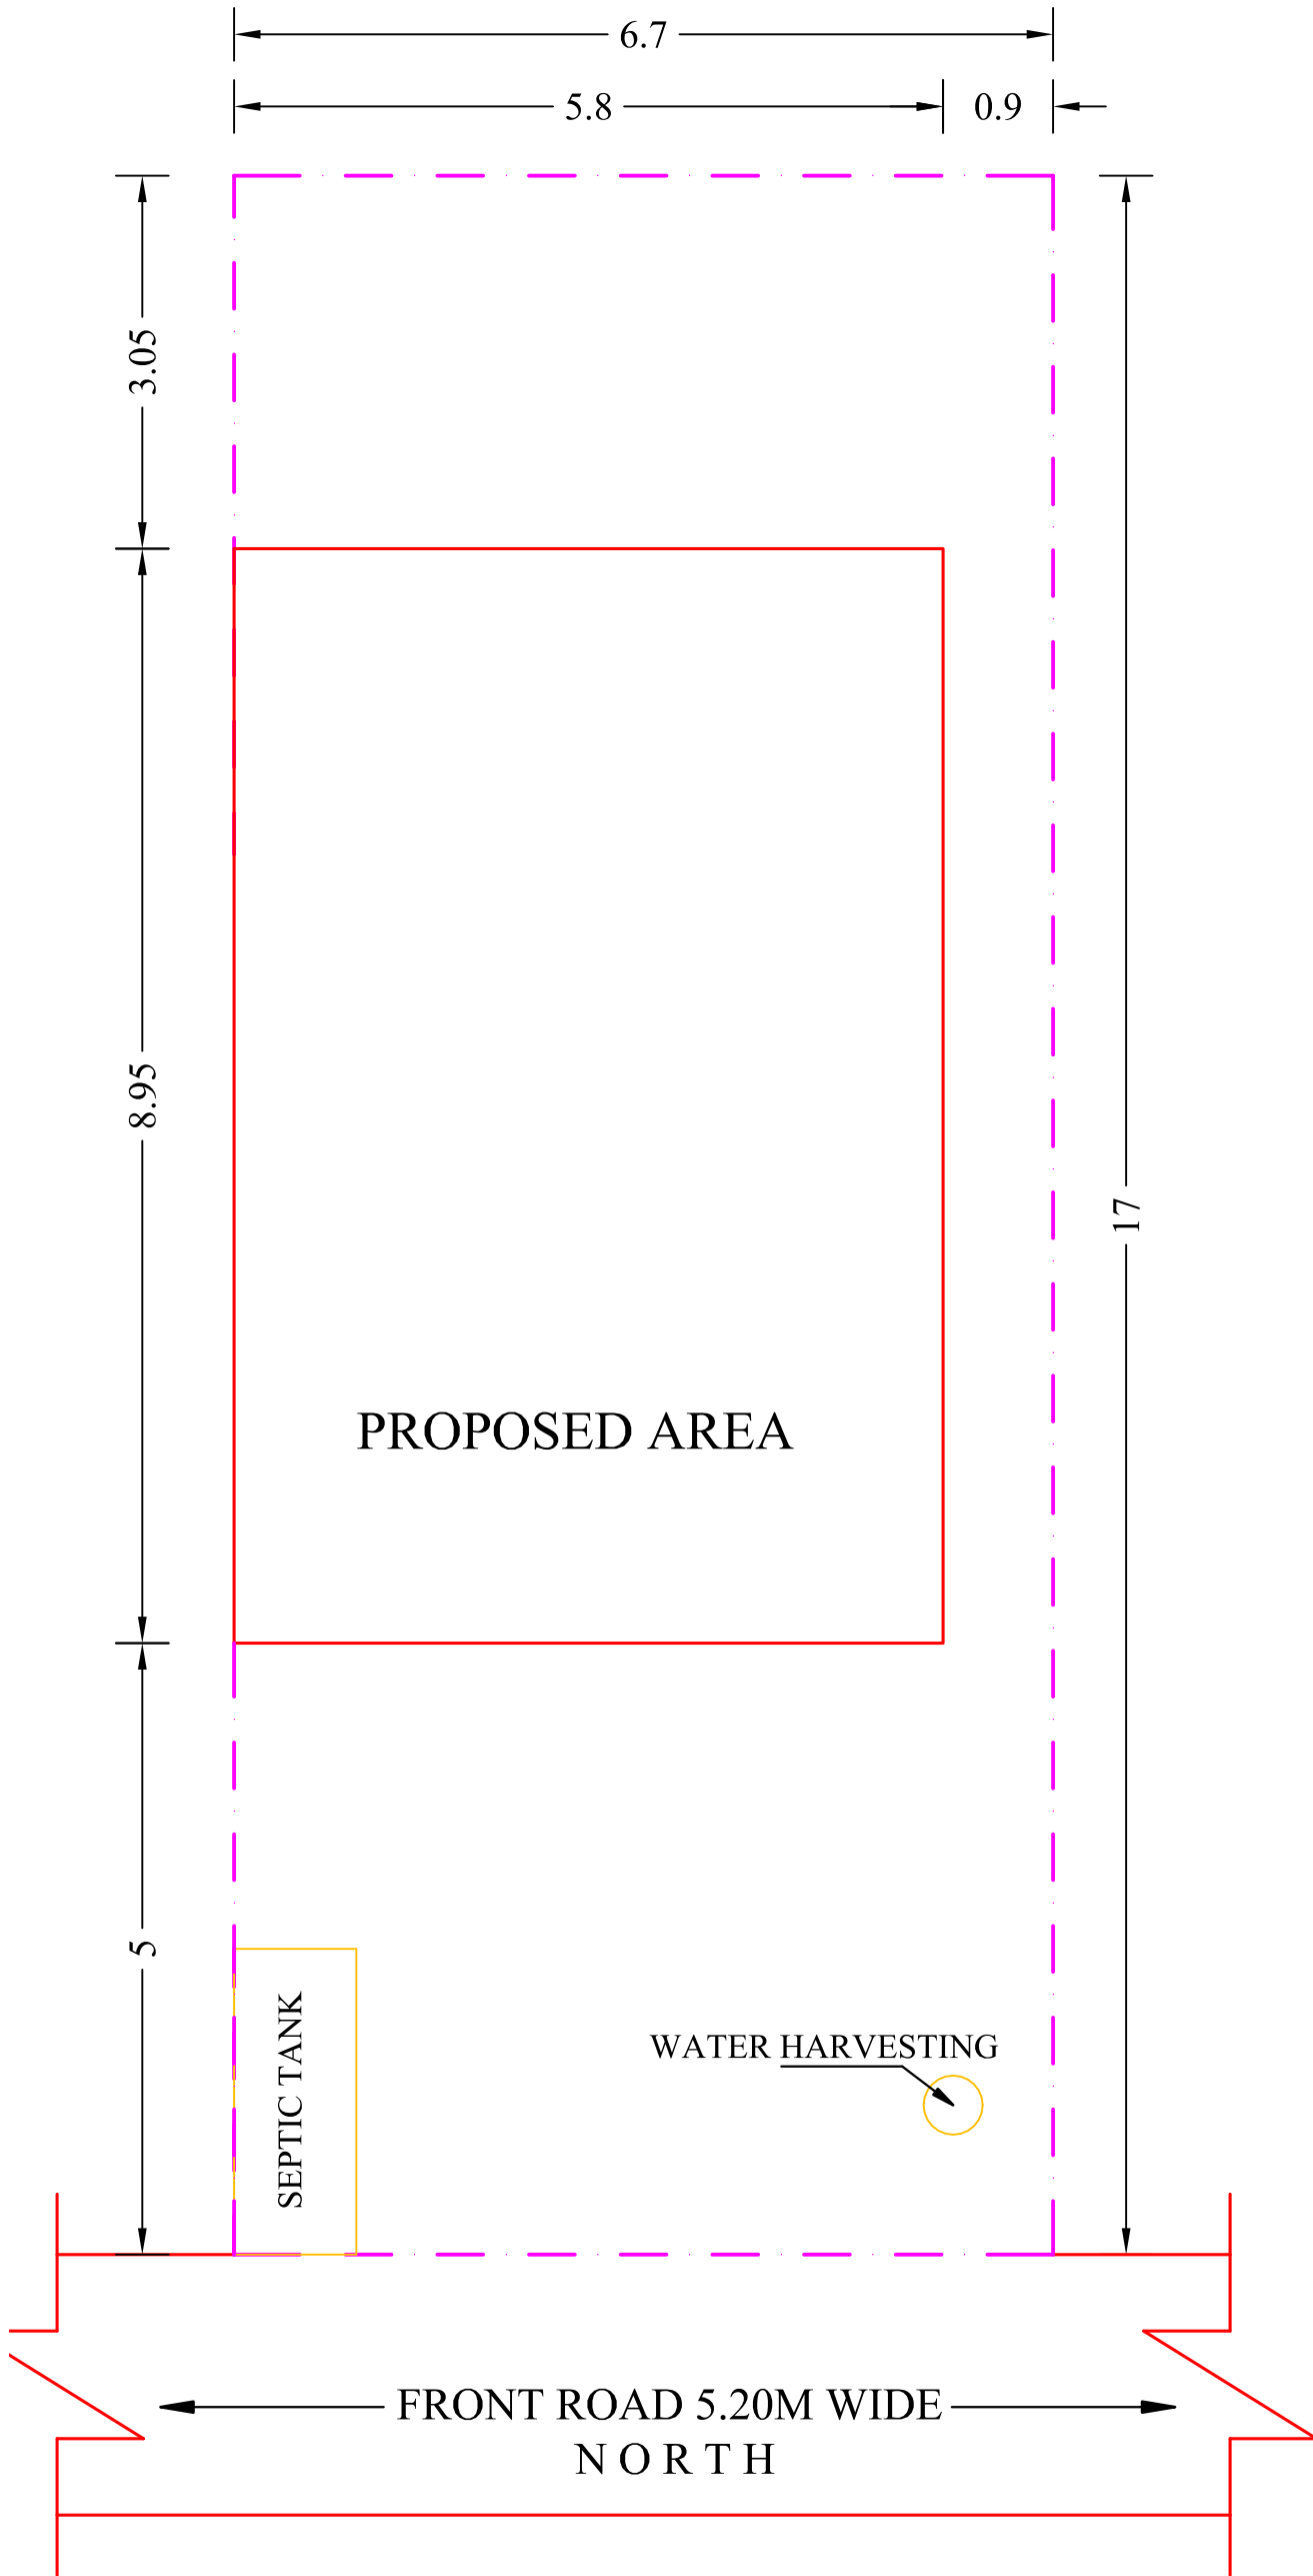 6.7
5.8
0.9
3.05
8.95
17
PROPOSED AREA
5
SEPTIC TANK
WATER HARVESTING
FRONT ROAD 5.20M WIDE
NORTH